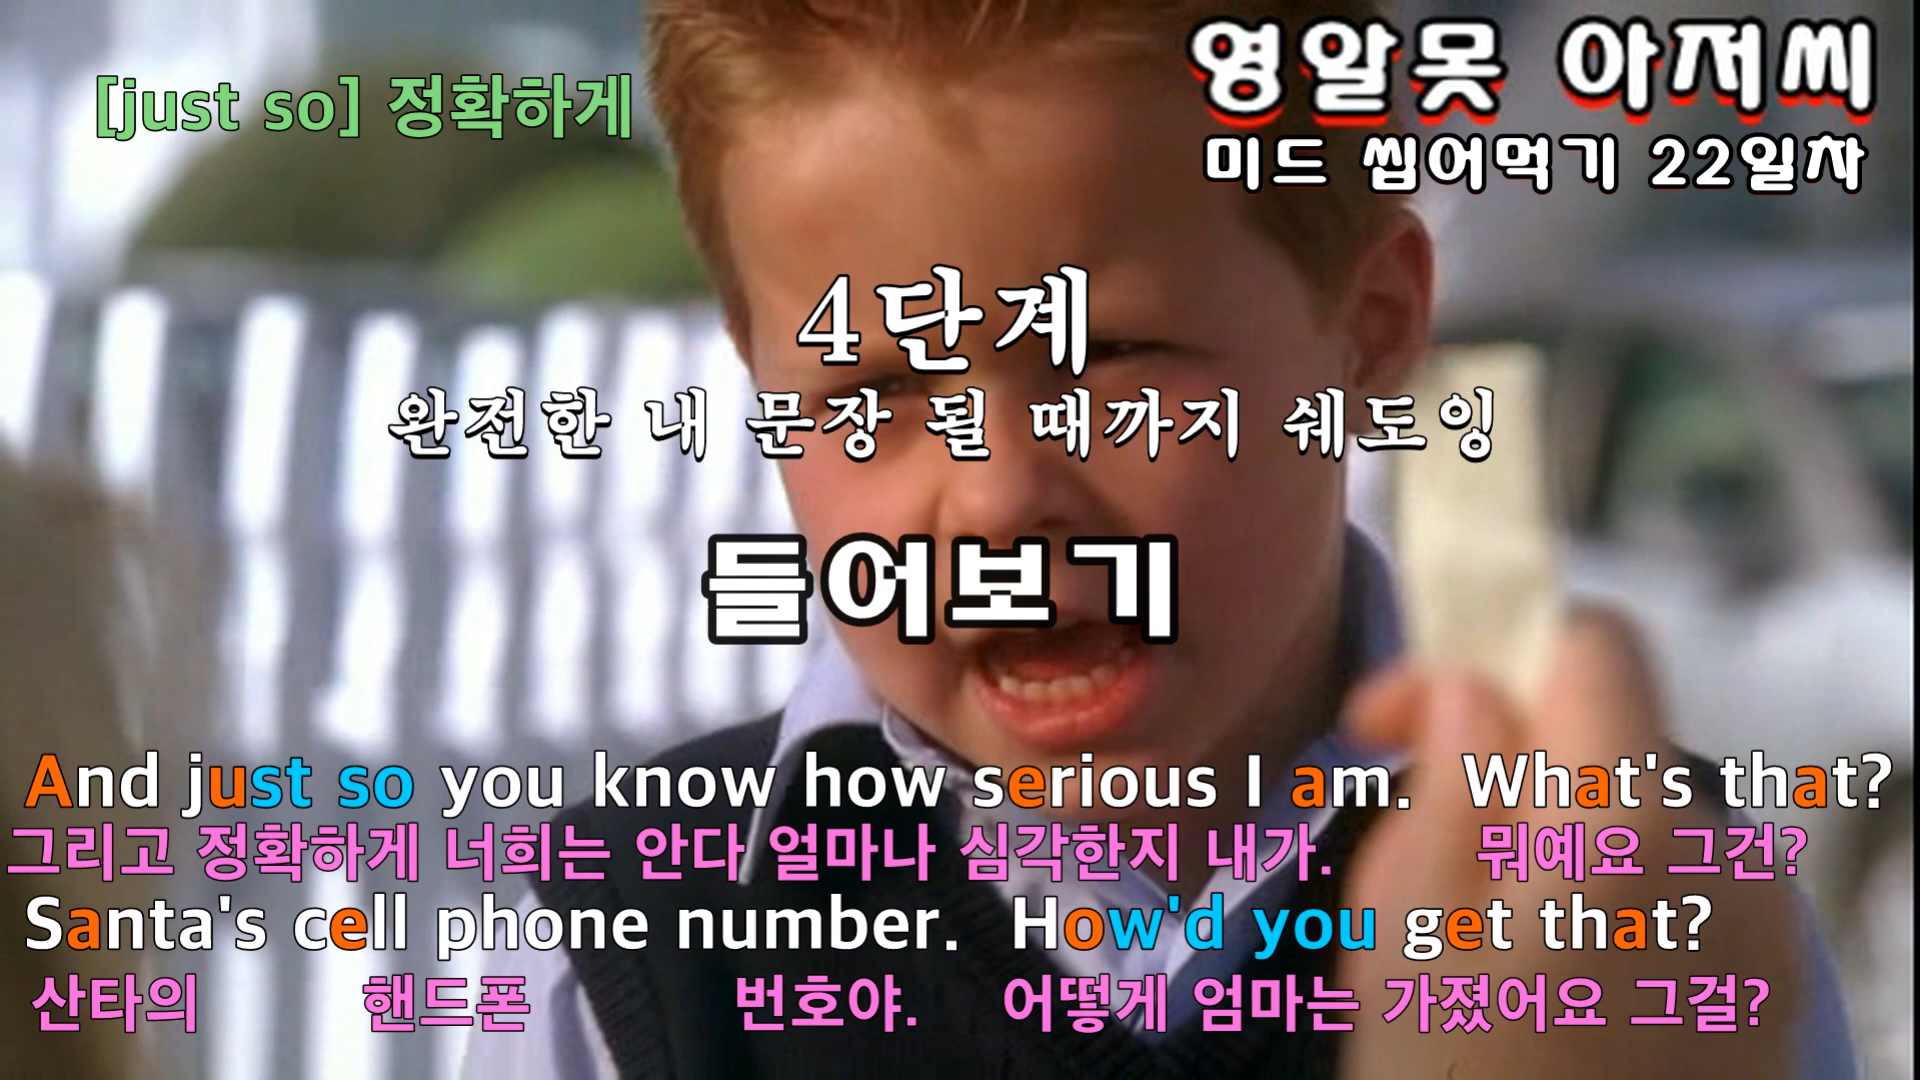 [just so] 정확하게
영알못 아저씨
미드 씹어먹기 22일차
4단계
완전한 내 문장 될 때까지 쉐도잉
들어보기
And just so you know how serious I am. What's that?
그리고 정확하게 너희는 안다 얼마나 심각한지 내가. 뭐예요 그건?
Santa's cell phone number. How'd you get that?
산타의 핸드폰 번호야. 어떻게 엄마는 가졌어요 그걸?